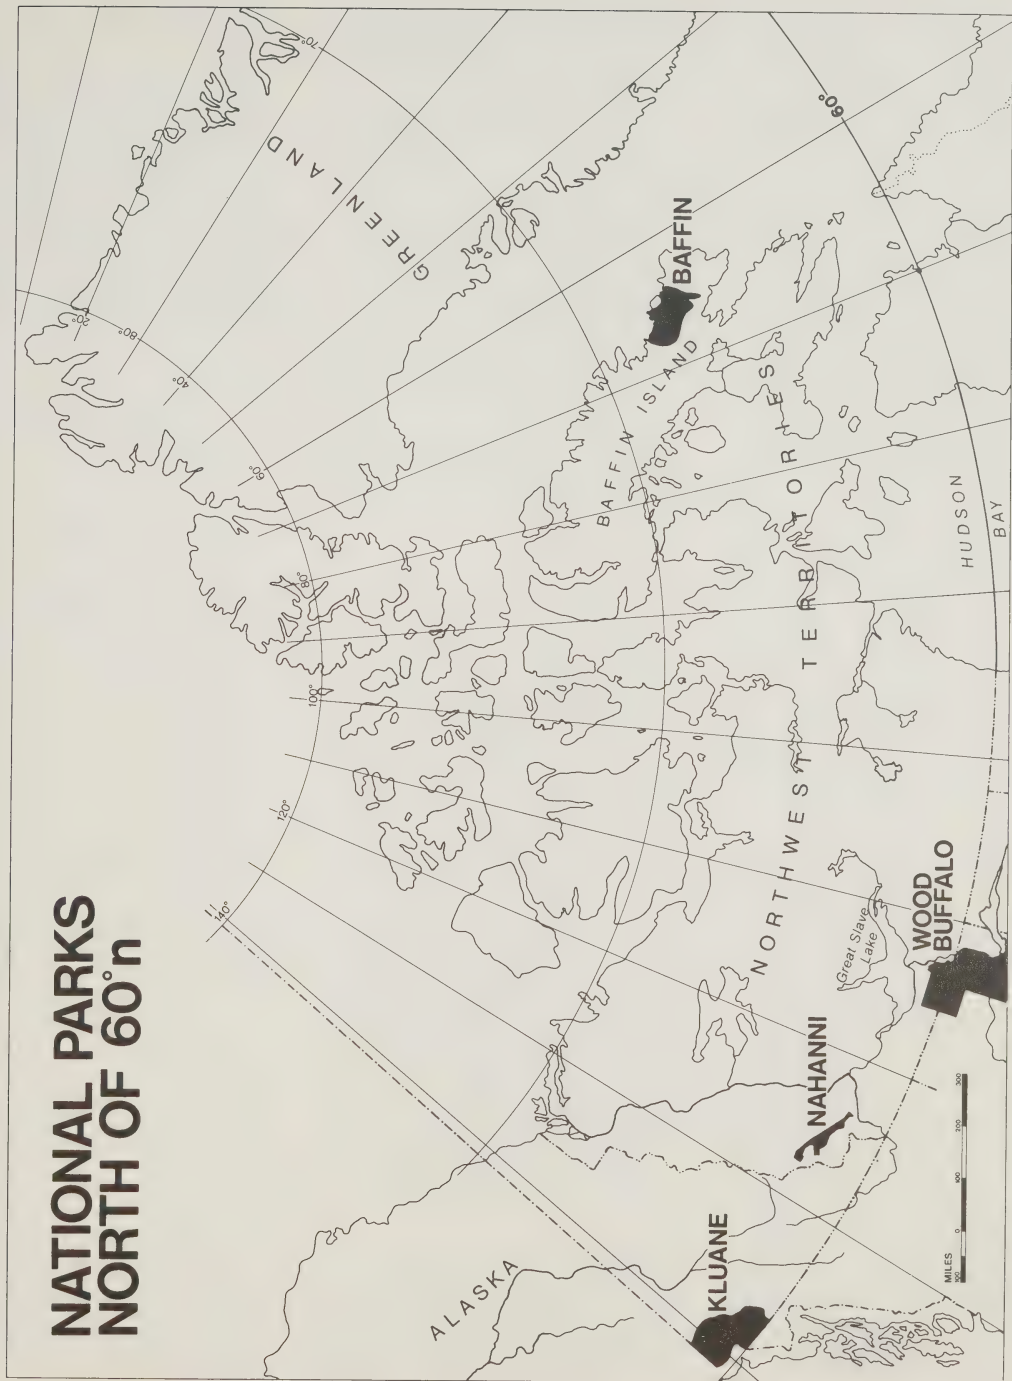 NATIONAL PARKS
NORTH OF 60°n
GREENLAND
70°
20°
80°
40°
60°
80°
100°
120°
140°
60°
BAFFIN
BAFFIN ISLAND
NORTHWEST TERRITORIES
HUDSON
BAY
Great Slave
Lake
WOOD
BUFFALO
NAHANNI
KLUANE
ALASKA
MILES
100 0 100 200 300